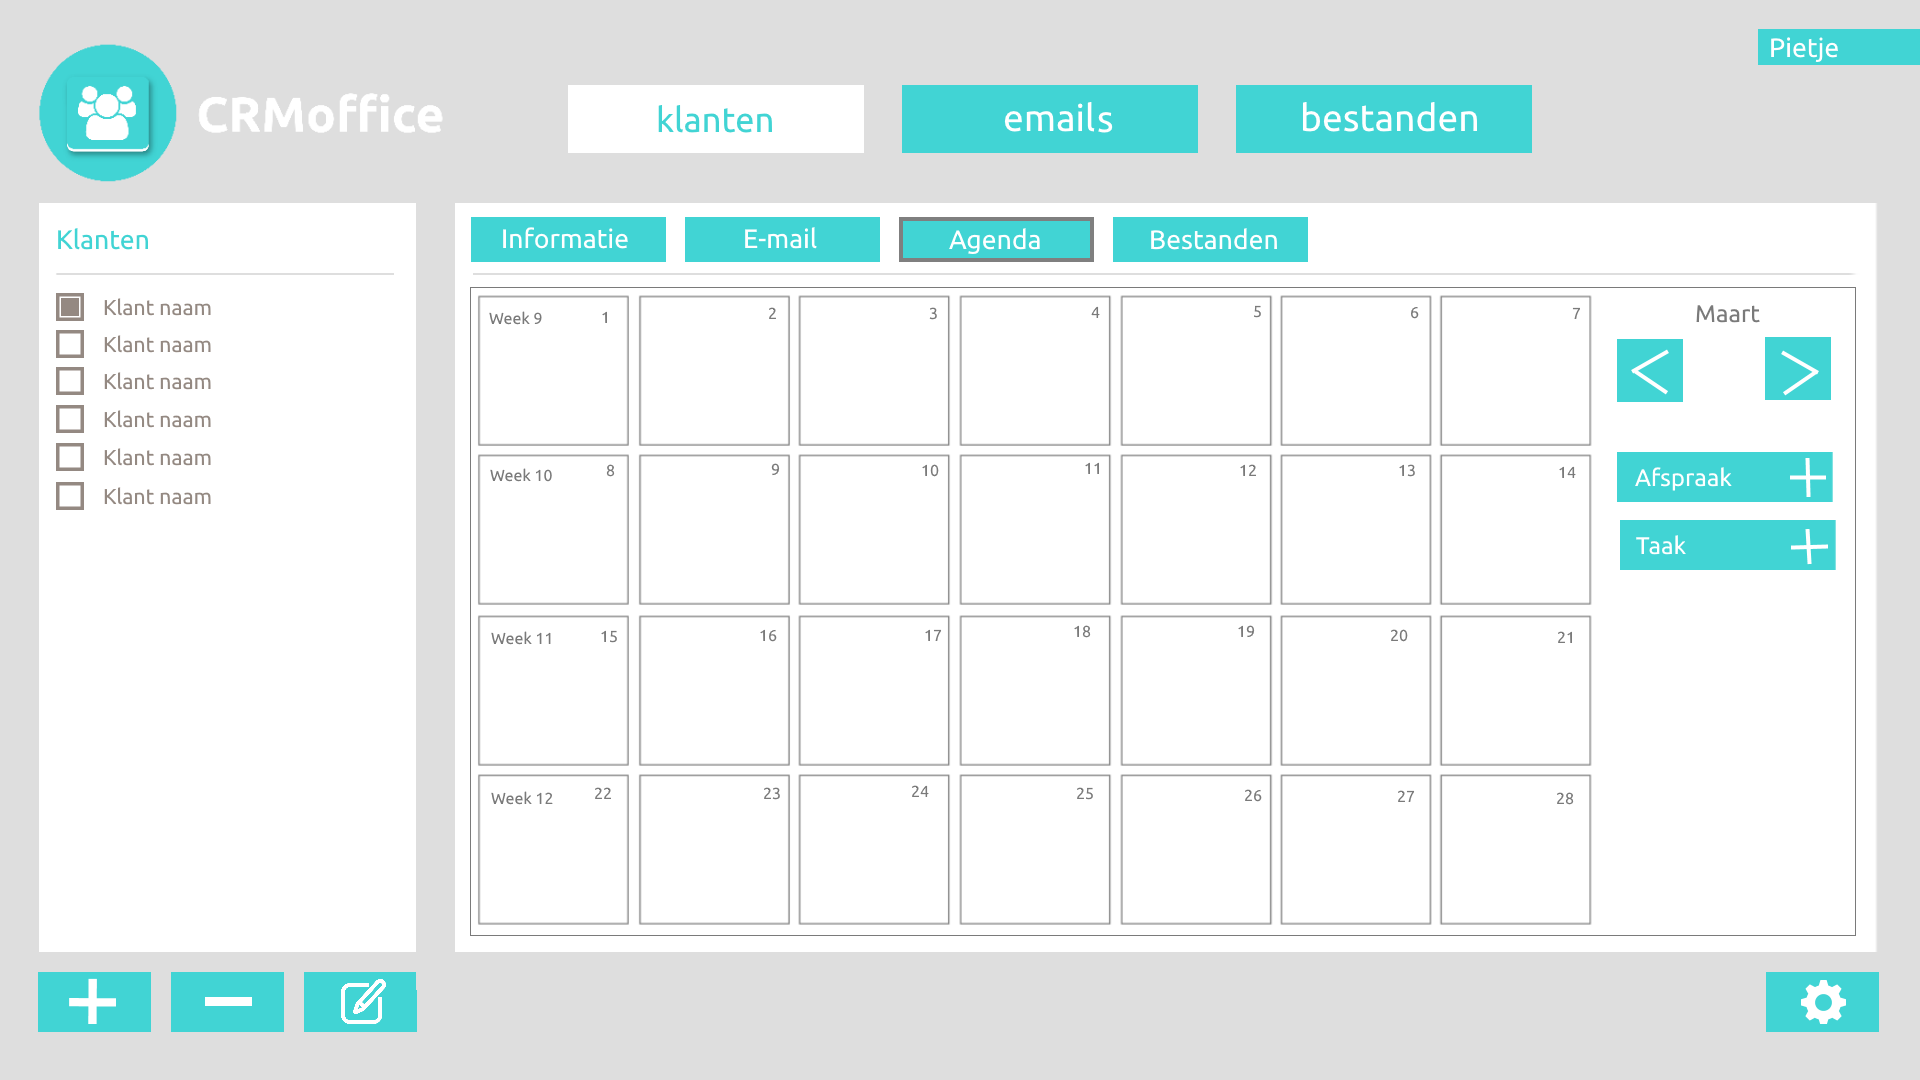 Pietje
CRMoffice
klanten emails bestanden
Klanten
Klant naam
Klant naam
Klant naam
Klant naam
Klant naam
Klant naam
Informatie E-mail Agenda Bestanden
Week 9 1 2 3 4 5 6 7
Week 10 8 9 10 11 12 13 14
Week 11 15 16 17 18 19 20 21
Week 12 22 23 24 25 26 27 28
Maart
< >
Afspraak +
Taak +